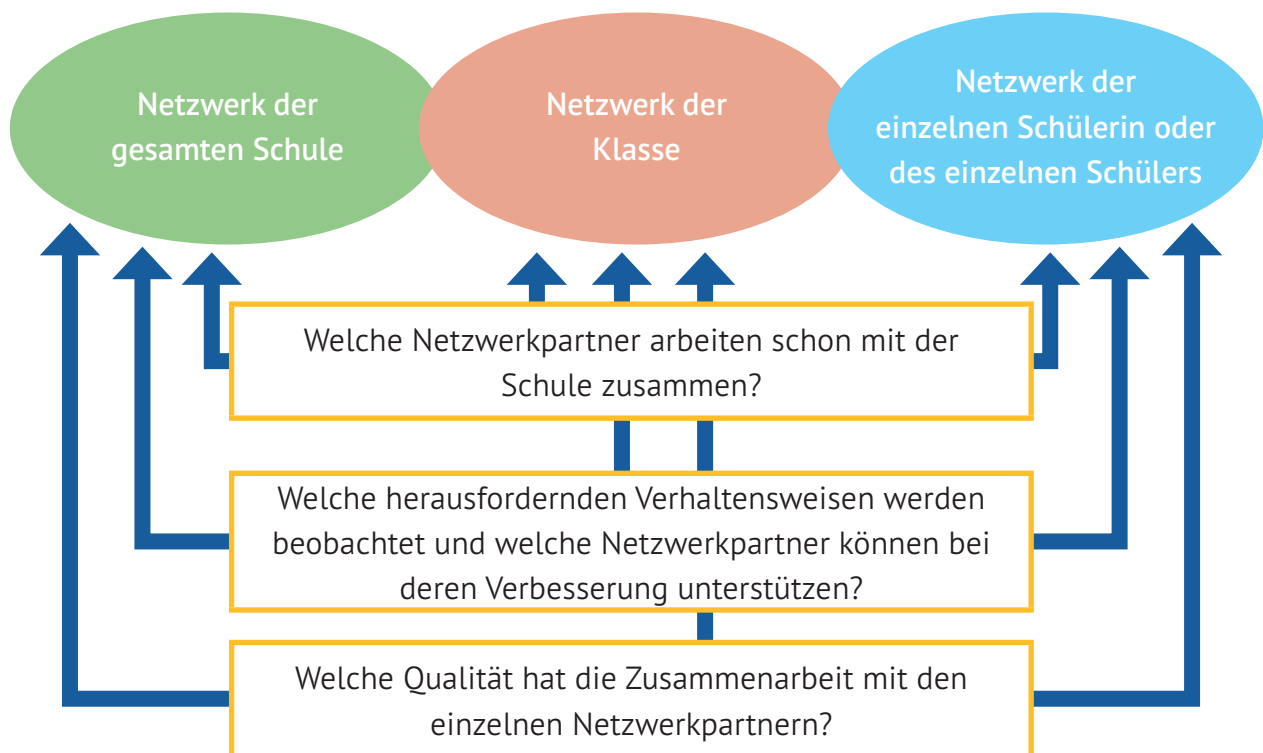 Netzwerk der
gesamten Schule
Netzwerk der
Klasse
Netzwerk der
einzelnen Schülerin oder
des einzelnen Schülers
Welche Netzwerkpartner arbeiten schon mit der
Schule zusammen?
Welche herausfordernden Verhaltensweisen werden
beobachtet und welche Netzwerkpartner können bei
deren Verbesserung unterstützen?
Welche Qualität hat die Zusammenarbeit mit den
einzelnen Netzwerkpartnern?